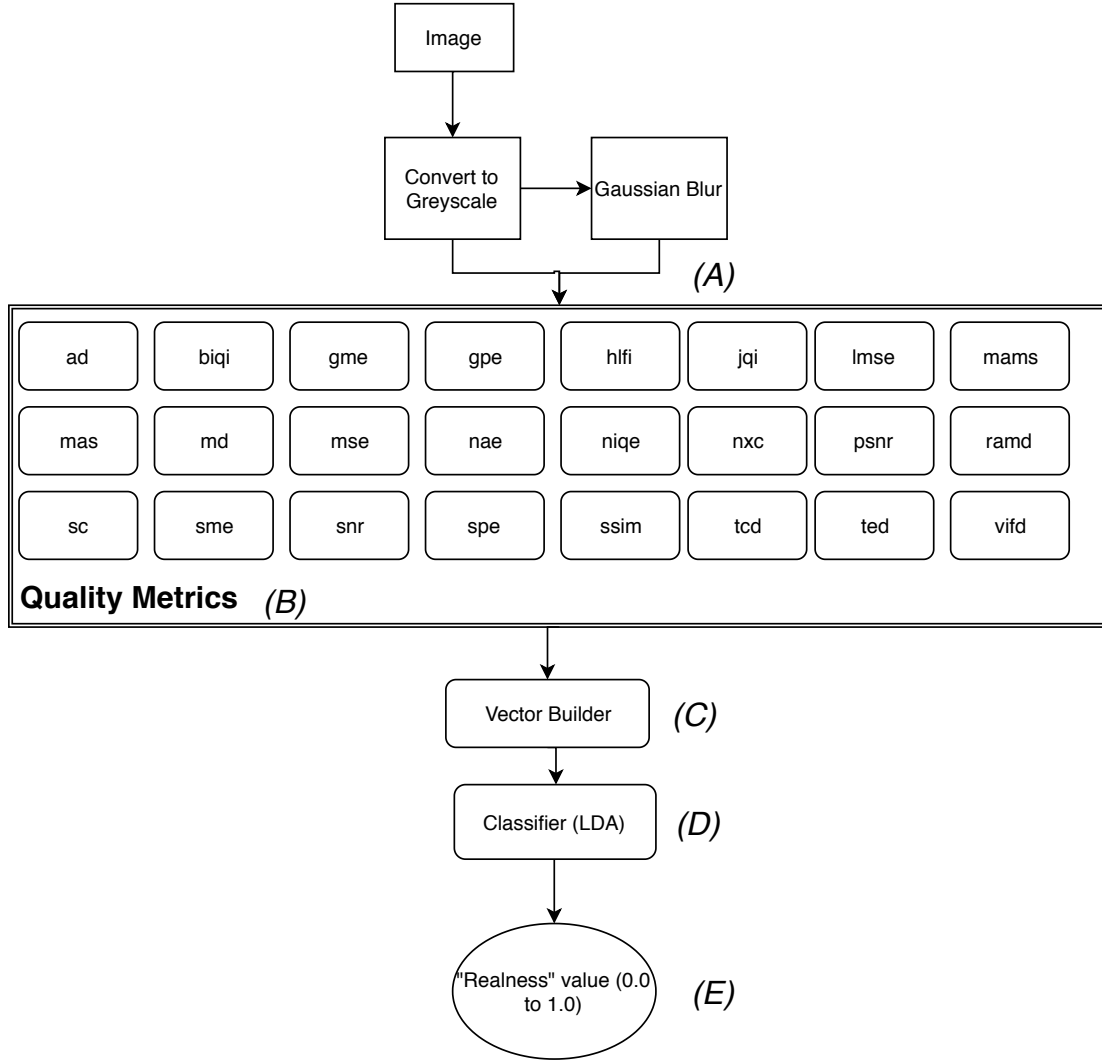 Image
Convert to
Greyscale
Gaussian Blur
(A)
ad
biqi
gme
gpe
hlfi
jqi
lmse
mams
mas
md
mse
nae
niqe
nxc
psnr
ramd
sc
sme
snr
spe
ssim
tcd
ted
vifd
Quality Metrics
(B)
Vector Builder
(C)
Classifier (LDA)
(D)
"Realness" value (0.0
to 1.0)
(E)